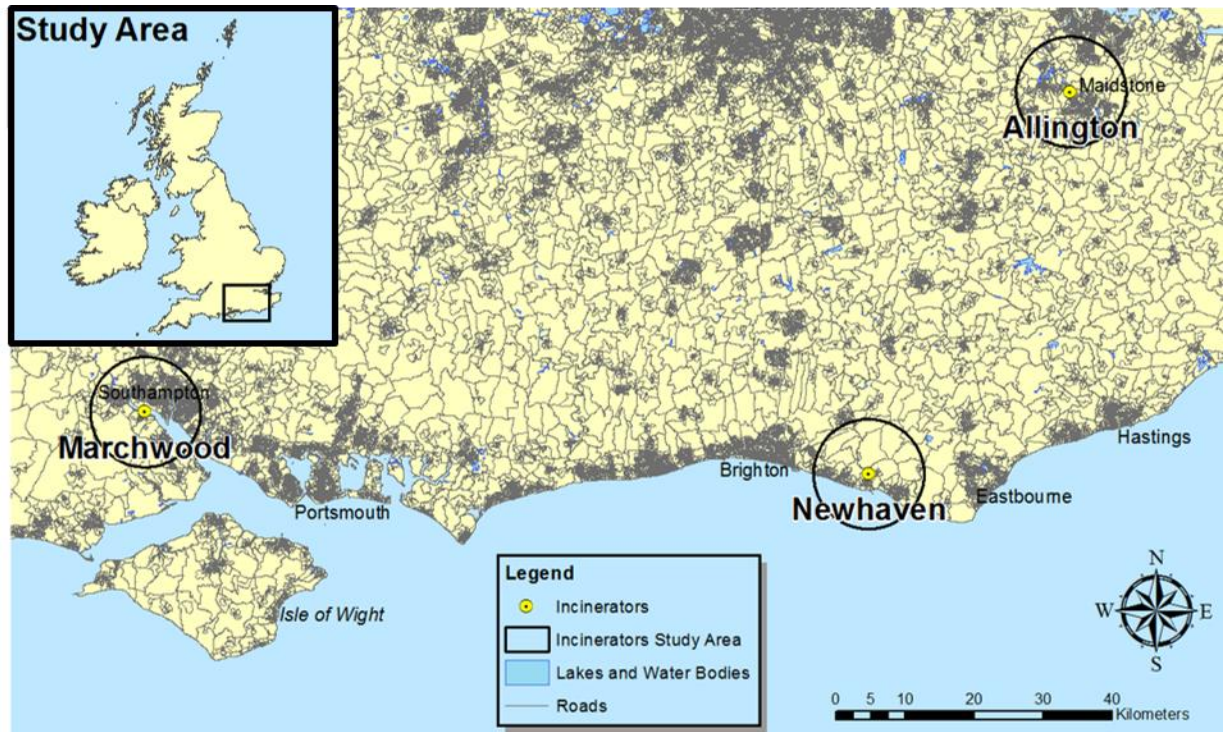 Study Area
Maidstone
Allington
Southampton
Marchwood
Portsmouth
Brighton
Newhaven
Hastings
Eastbourne
Isle of Wight
Legend
Incinerators
Incinerators Study Area
Lakes and Water Bodies
Roads
N
W E
S
0 5 10 20 30 40
Kilometers